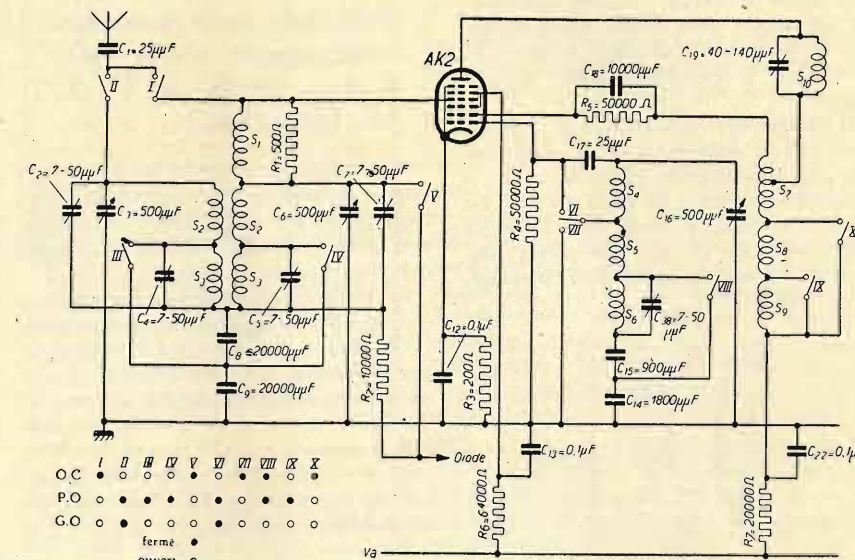 C1=25μμF
II
I
AK2
C18=10000μμF
R5=50000Ω
C19=40-140μμF
S10
S1
R1=500Ω
C17=25μμF
C2=7-50μμF
C3=500μμF
S2
S2
C6=500μμF
C7=7-50μμF
V
R4=50000Ω
VI
VII
S4
C16=500μμF
S7
III
S3
S3
IV
S5
S8
X
C4=7-50μμF
C5=7-50μμF
VIII
IX
S6
C38=7-50
μμF
S9
C8 ≤20000μμF
C12=0.1μF
C15=900μμF
C9=20000μμF
R2=10000Ω
R3=200Ω
C14=1800μμF
Diode
C13=0.1μF
C22=0.1μ
I II III IV V VI VII VIII IX X
O.C ● ○ ○ ○ ● ○ ● ● ○ ●
P.O ○ ● ● ● ○ ● ○ ● ● ○
G.O ○ ● ○ ○ ○ ● ○ ○ ○ ○
fermé ●
R6=64000Ω
R7=20000Ω
Va